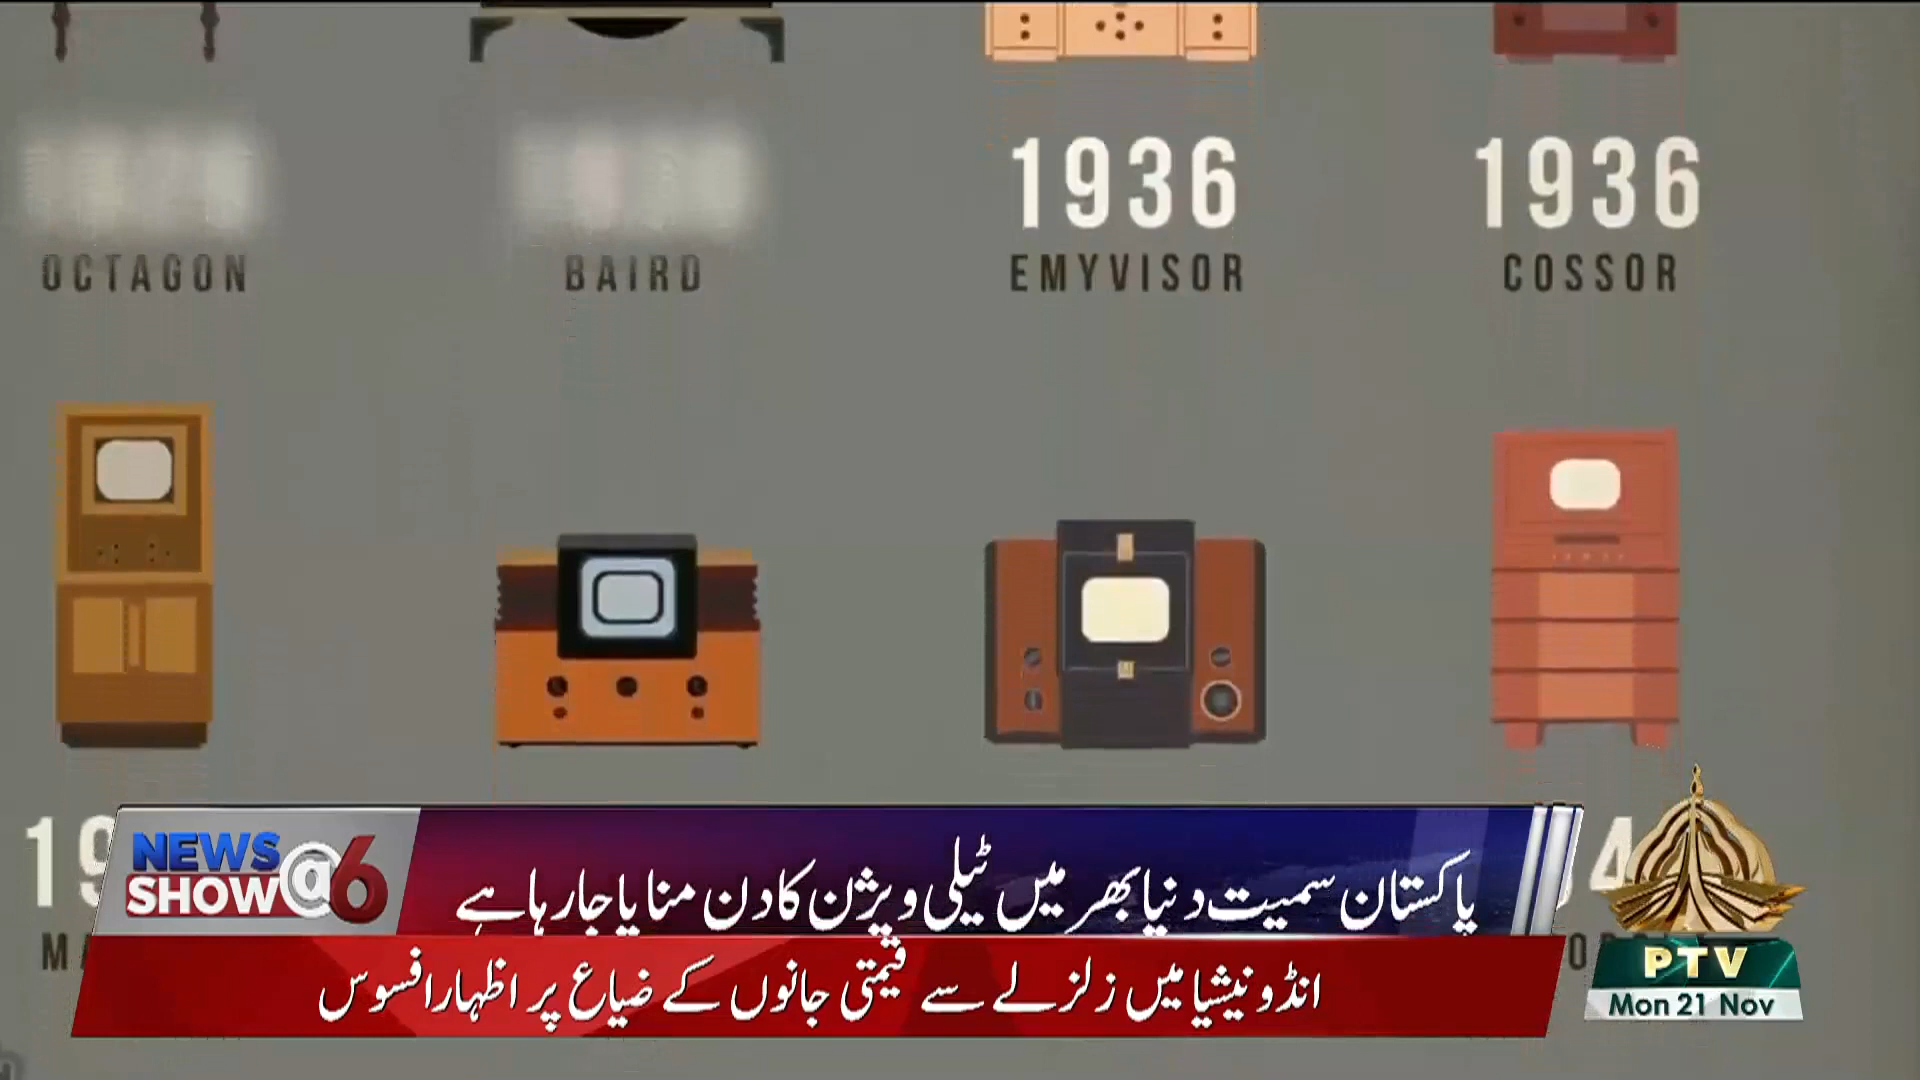 1936 1936
OCTAGON BAIRD EMYVISOR COSSOR
NEWS
SHOW@6
پاکستان سمیت دنیا بھر میں ٹیلی ویژن کا دن منایا جا رہا ہے
انڈونیشیا میں زلزلے سے قیمتی جانوں کے ضیاع پر اظہار افسوس
PTV
Mon 21 Nov